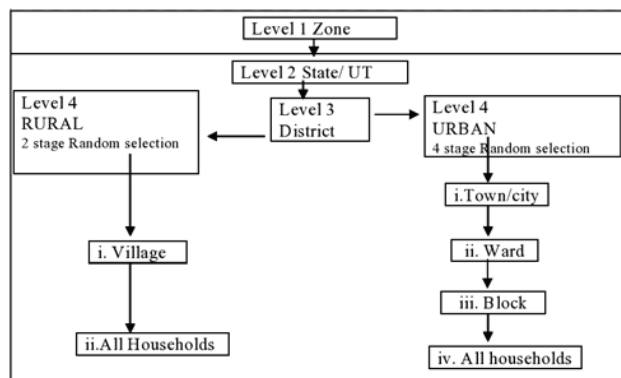 Level 1 Zone
Level 2 State/ UT
Level 4
RURAL
2 stage Random selection
Level 3
District
Level 4
URBAN
4 stage Random selection
i.Town/city
i. Village
ii. Ward
iii. Block
ii.All Households
iv. All households